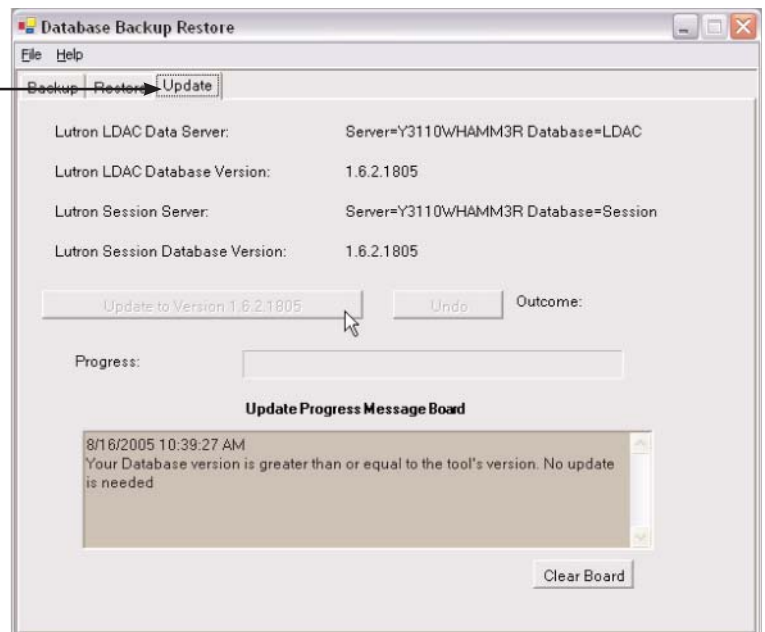 Database Backup Restore
File Help
Backup Restore Update
Lutron LDAC Data Server: Server=Y3110WHAMM3R Database=LDAC
Lutron LDAC Database Version: 1.6.2.1805
Lutron Session Server: Server=Y3110WHAMM3R Database=Session
Lutron Session Database Version: 1.6.2.1805
Update to Version 1.6.2.1805 Undo Outcome:
Progress:
Update Progress Message Board
8/16/2005 10:39:27 AM
Your Database version is greater than or equal to the tool's version. No update
is needed
Clear Board